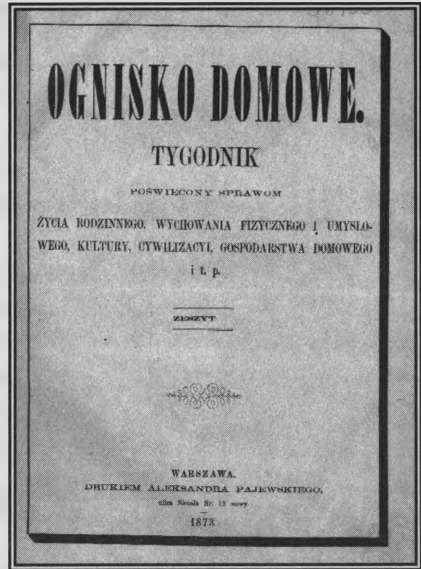 OGNISKO DOMOWE.
TYGODNIK
POŚWIĘCONY SPRAWOM
ŻYCIA RODZINNEGO, WYCHOWANIA FIZYCZNEGO I UMYSŁO-
WEGO, KULTURY, CYWILIZACYI, GOSPODARSTWA DOMOWEGO
i t. p.
ZESZYT
WARSZAWA.
DRUKIEM ALEKSANDRA PAJEWSKIEGO,
ulica Niecała Nr. 12 nowy
1873